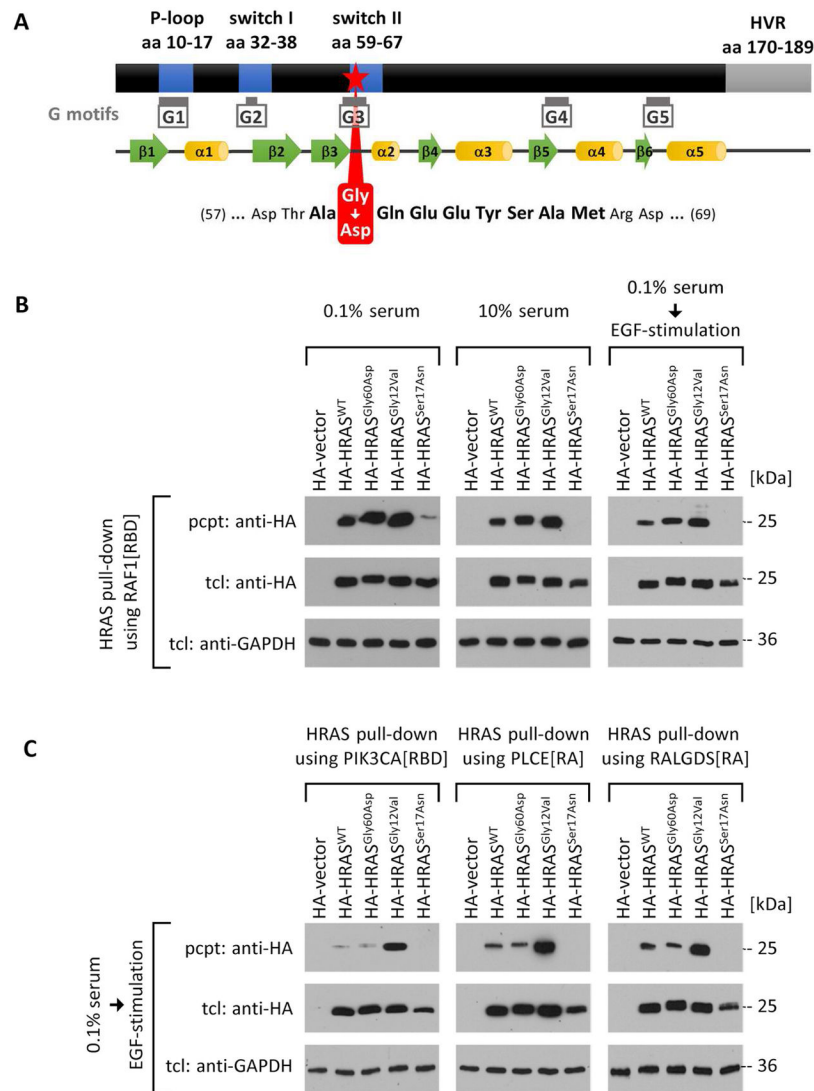 A
P-loop switch I switch II HVR
aa 10-17 aa 32-38 aa 59-67 aa 170-189
G motifs G1 G2 G3 G4 G5
β1 α1 β2 β3 α2 β4 α3 β5 α4 β6 α5
Gly
(57) ... Asp Thr Ala Gln Glu Glu Tyr Ser Ala Met Arg Asp ... (69)
Asp
B
0.1% serum 10% serum 0.1% serum
EGF-stimulation
HA-vector HA-HRASWT HA-HRASGly60Asp HA-HRASGly12Val HA-HRASSer17Asn HA-vector HA-HRASWT HA-HRASGly60Asp HA-HRASGly12Val HA-HRASSer17Asn HA-vector HA-HRASWT HA-HRASGly60Asp HA-HRASGly12Val HA-HRASSer17Asn
[kDa]
HRAS pull-down
using RAF1[RBD]
pcpt: anti-HA -- 25
tcl: anti-HA -- 25
tcl: anti-GAPDH -- 36
C
HRAS pull-down HRAS pull-down HRAS pull-down
using PIK3CA[RBD] using PLCE[RA] using RALGDS[RA]
HA-vector HA-HRASWT HA-HRASGly60Asp HA-HRASGly12Val HA-HRASSer17Asn HA-vector HA-HRASWT HA-HRASGly60Asp HA-HRASGly12Val HA-HRASSer17Asn HA-vector HA-HRASWT HA-HRASGly60Asp HA-HRASGly12Val HA-HRASSer17Asn
[kDa]
0.1% serum
EGF-stimulation
pcpt: anti-HA -- 25
tcl: anti-HA -- 25
tcl: anti-GAPDH -- 36